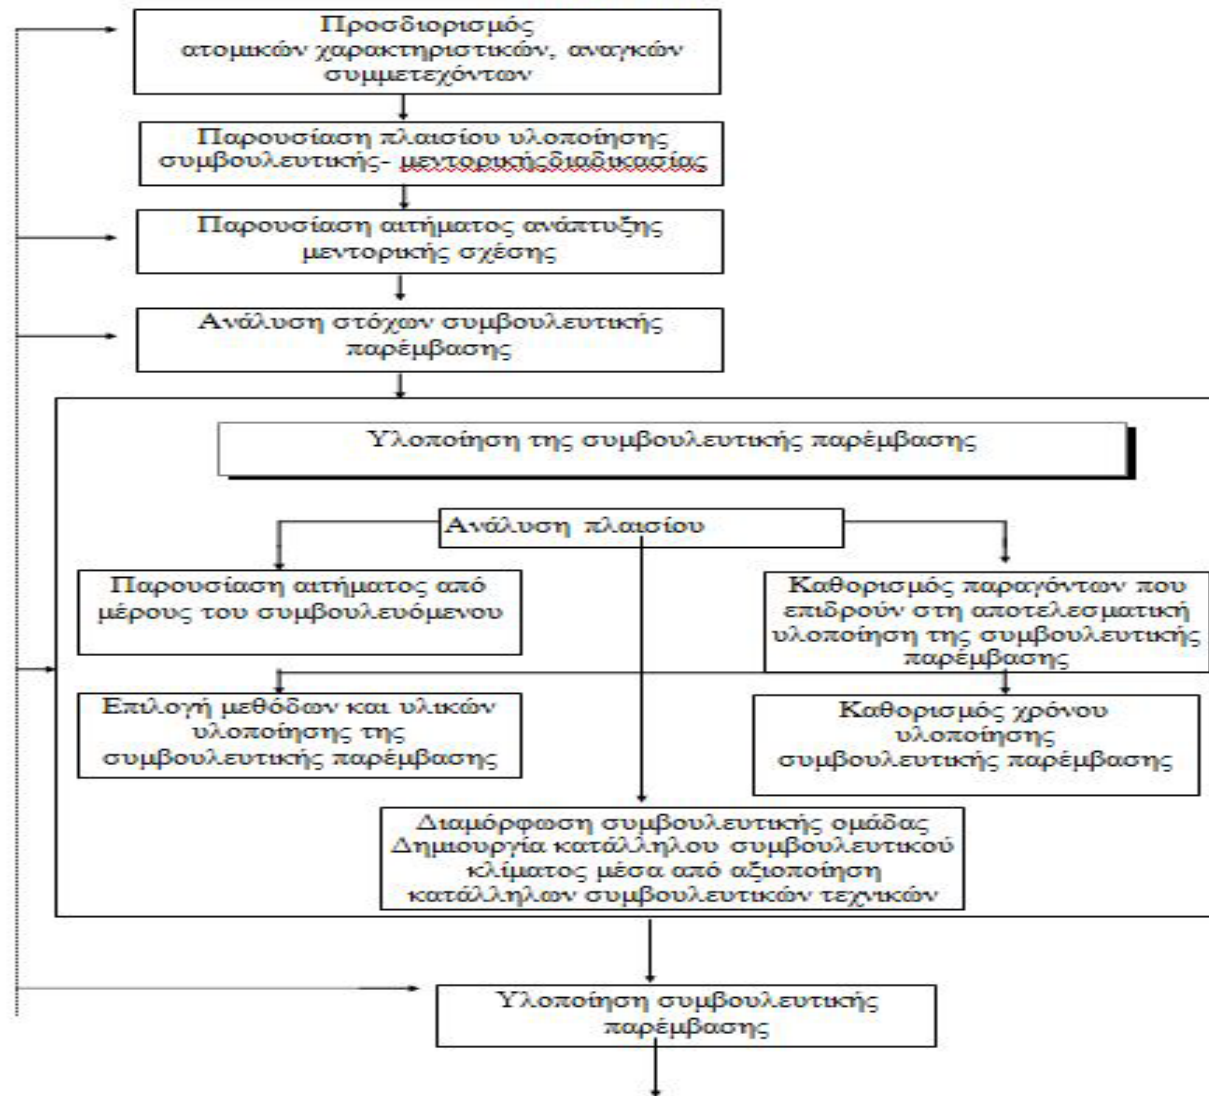 Προσδιορισμός
ατομικών χαρακτηριστικών, αναγκών
συμμετεχόντων
Παρουσίαση πλαισίου υλοποίησης
συμβουλευτικής- μεντορικήςδιαδικασίας
Παρουσίαση αιτήματος ανάπτυξης
μεντορικής σχέσης
Ανάλυση στόχων συμβουλευτικής
παρέμβασης
Υλοποίηση της συμβουλευτικής παρέμβασης
Ανάλυση πλαισίου
Παρουσίαση αιτήματος από
μέρους του συμβουλευόμενου
Καθορισμός παραγόντων που
επιδρούν στη αποτελεσματική
υλοποίηση της συμβουλευτικής
παρέμβασης
Επιλογή μεθόδων και υλικών
υλοποίησης της
συμβουλευτικής παρέμβασης
Καθορισμός χρόνου
υλοποίησης
συμβουλευτικής παρέμβασης
Διαμόρφωση συμβουλευτικής ομάδας
Δημιουργία κατάλληλου συμβουλευτικού
κλίματος μέσα από αξιοποίηση
κατάλληλων συμβουλευτικών τεχνικών
Υλοποίηση συμβουλευτικής
παρέμβασης